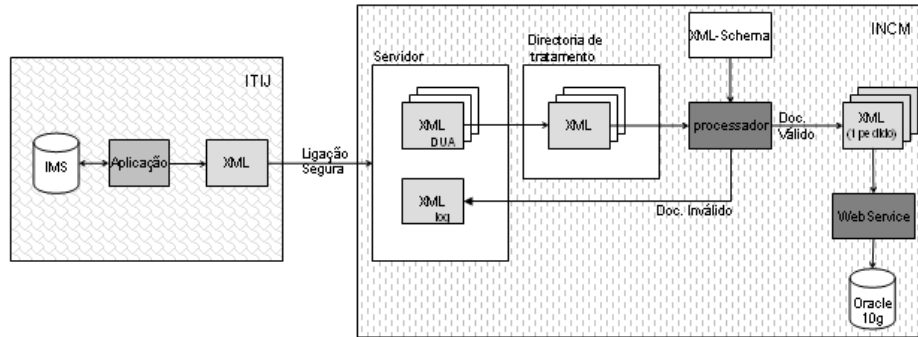 ITIJ
IMS
Aplicação
XML
Ligação
Segura
INCM
Servidor
XML
DUA
XML
log
Directoria de
tratamento
XML
XML-Schema
processador
Doc.
Válido
Doc. Inválido
XML
(1 pedido)
Web Service
Oracle
10g